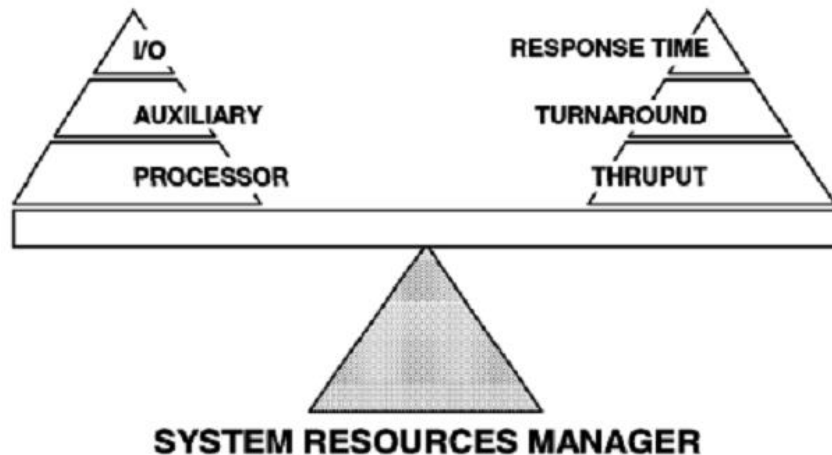 I/O
RESPONSE TIME
AUXILIARY
TURNAROUND
PROCESSOR
THRUPUT
SYSTEM RESOURCES MANAGER